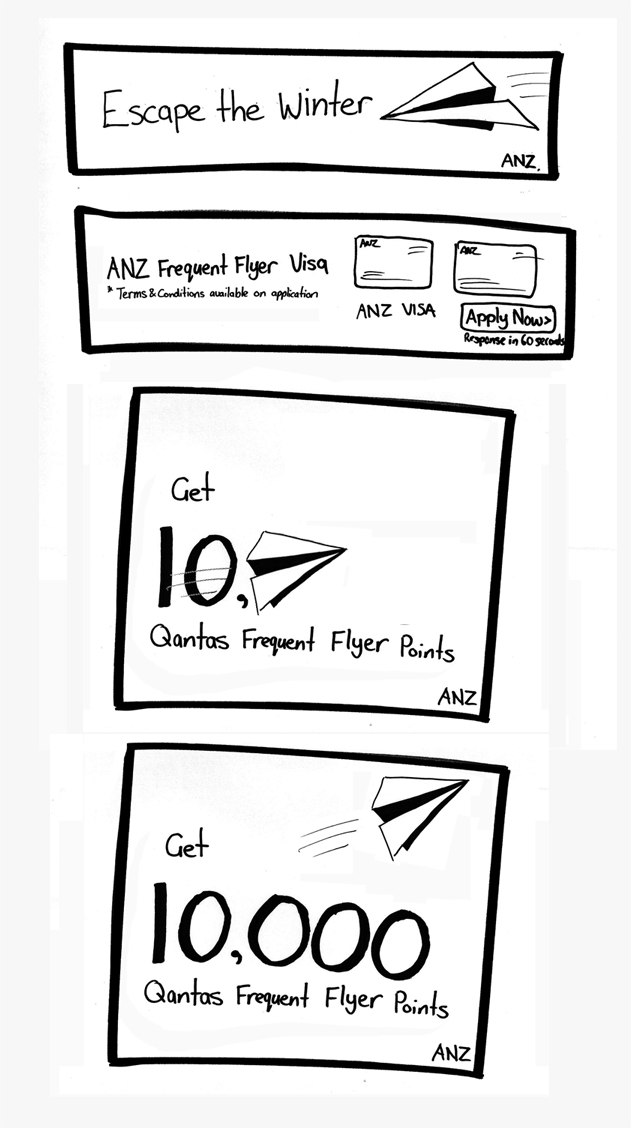 Escape the Winter
ANZ.
ANZ Frequent Flyer Visa
* Terms & Conditions available on application
ANZ
ANZ
ANZ VISA
Apply Now>
Response in 60 seconds
Get
10,
Qantas Frequent Flyer Points
ANZ
Get
10,000
Qantas Frequent Flyer Points
ANZ